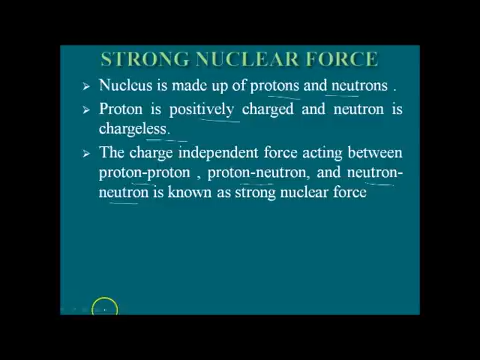 STRONG NUCLEAR FORCE
➢ Nucleus is made up of protons and neutrons .
➢ Proton is positively charged and neutron is
chargeless.
➢ The charge independent force acting between
proton-proton , proton-neutron, and neutron-
neutron is known as strong nuclear force